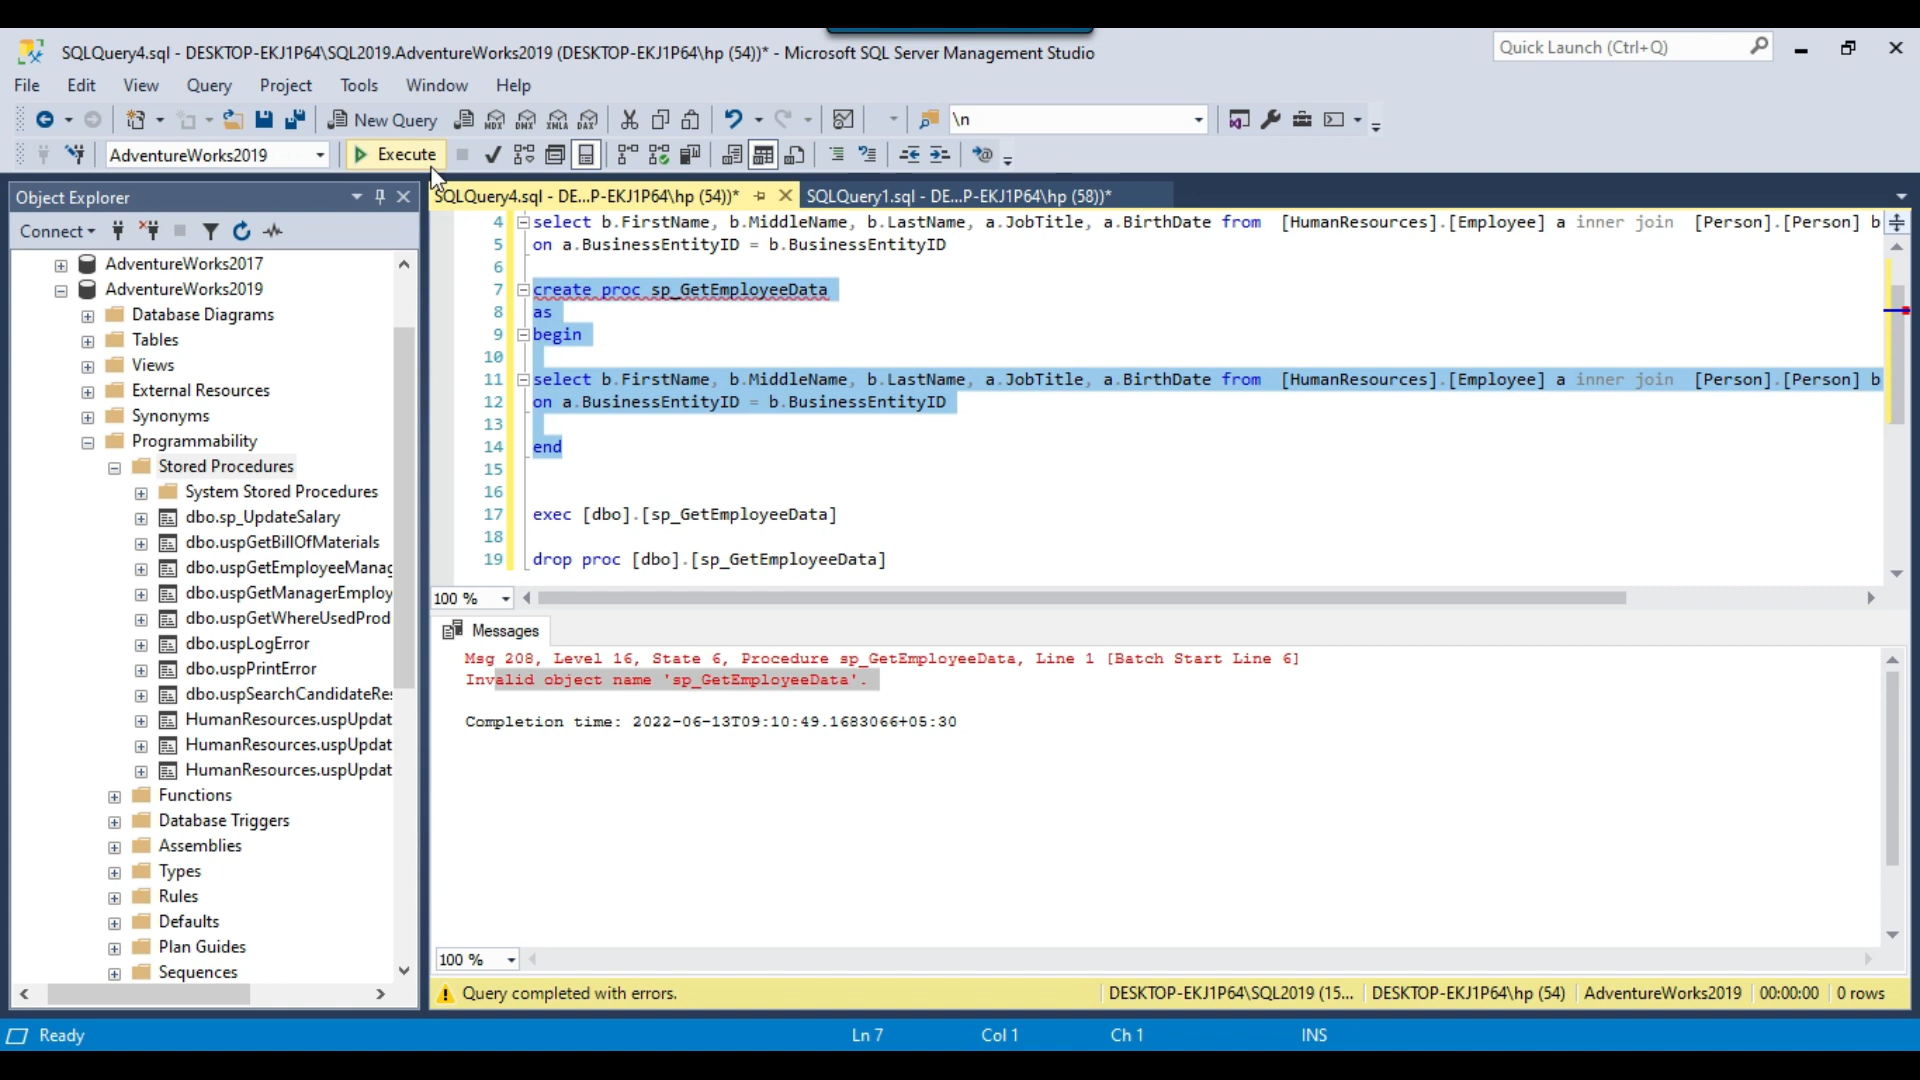 SQLQuery4.sql - DESKTOP-EKJ1P64\SQL2019.AdventureWorks2019 (DESKTOP-EKJ1P64\hp (54))* - Microsoft SQL Server Management Studio
Quick Launch (Ctrl+Q)
File Edit View Query Project Tools Window Help
New Query MDX DMX XMLA DAX \n
AdventureWorks2019 Execute
Object Explorer
SQLQuery4.sql - DE...P-EKJ1P64\hp (54))* SQLQuery1.sql - DE...P-EKJ1P64\hp (58))*
Connect
AdventureWorks2017
AdventureWorks2019
Database Diagrams
Tables
Views
External Resources
Synonyms
Programmability
Stored Procedures
System Stored Procedures
dbo.sp_UpdateSalary
dbo.uspGetBillOfMaterials
dbo.uspGetEmployeeManag
dbo.uspGetManagerEmploy
dbo.uspGetWhereUsedProd
dbo.uspLogError
dbo.uspPrintError
dbo.uspSearchCandidateRes
HumanResources.uspUpdat
HumanResources.uspUpdat
HumanResources.uspUpdat
Functions
Database Triggers
Assemblies
Types
Rules
Defaults
Plan Guides
Sequences
4 select b.FirstName, b.MiddleName, b.LastName, a.JobTitle, a.BirthDate from [HumanResources].[Employee] a inner join [Person].[Person] b
5 on a.BusinessEntityID = b.BusinessEntityID
6
7 create proc sp_GetEmployeeData
8 as
9 begin
10
11 select b.FirstName, b.MiddleName, b.LastName, a.JobTitle, a.BirthDate from [HumanResources].[Employee] a inner join [Person].[Person] b
12 on a.BusinessEntityID = b.BusinessEntityID
13
14 end
15
16
17 exec [dbo].[sp_GetEmployeeData]
18
19 drop proc [dbo].[sp_GetEmployeeData]
100 %
Messages
Msg 208, Level 16, State 6, Procedure sp_GetEmployeeData, Line 1 [Batch Start Line 6]
Invalid object name 'sp_GetEmployeeData'.
Completion time: 2022-06-13T09:10:49.1683066+05:30
100 %
Query completed with errors. DESKTOP-EKJ1P64\SQL2019 (15... DESKTOP-EKJ1P64\hp (54) AdventureWorks2019 00:00:00 0 rows
Ready Ln 7 Col 1 Ch 1 INS